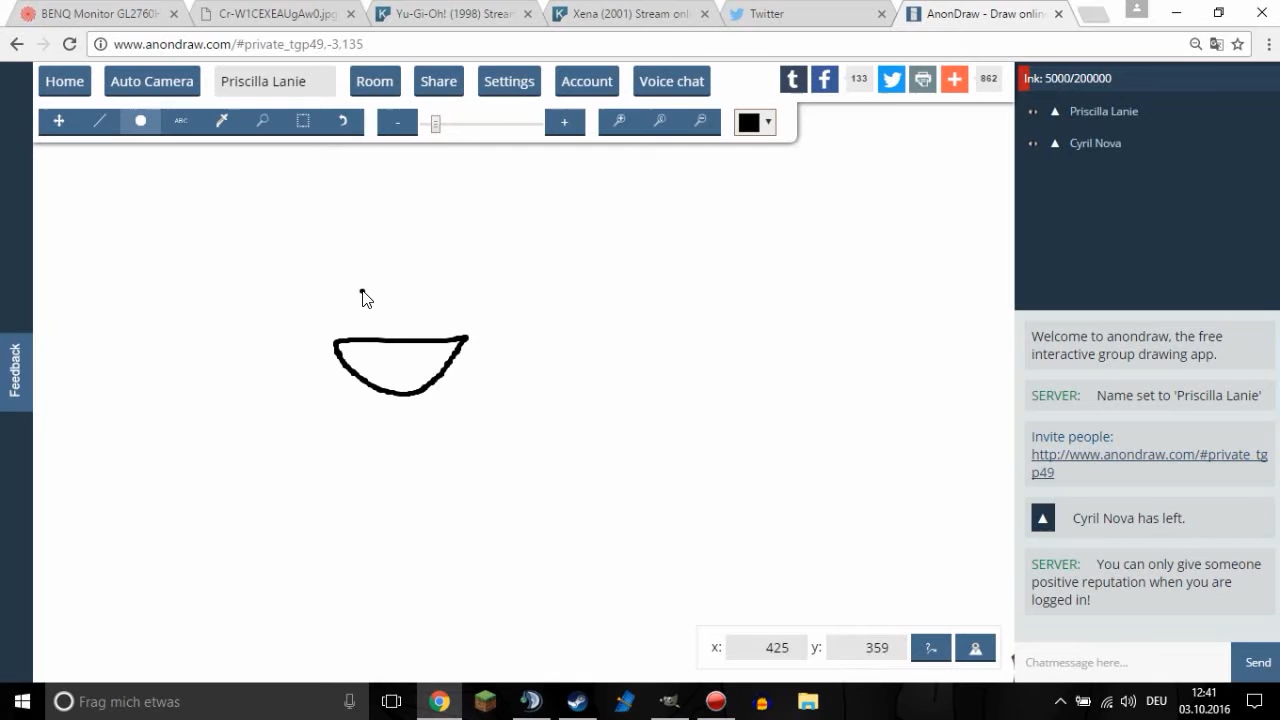 BENQ Monitor GL2760H
Cr-W1CEXEAUgAw0.jpg
Yu-Gi-Oh! (1998) Stream
Xena (2001) Stream onl
Twitter
AnonDraw - Draw online
www.anondraw.com/#private_tgp49,-3,135
Home
Auto Camera
Priscilla Lanie
Room
Share
Settings
Account
Voice chat
133
862
ABC
-
+
Ink: 5000/200000
Priscilla Lanie
Cyril Nova
Feedback
Welcome to anondraw, the free
interactive group drawing app.
SERVER: Name set to 'Priscilla Lanie'
Invite people:
http://www.anondraw.com/#private_tg
p49
Cyril Nova has left.
SERVER: You can only give someone
positive reputation when you are
logged in!
x: 425 y: 359
Chatmessage here...
Send
Frag mich etwas
DEU
12:41
03.10.2016